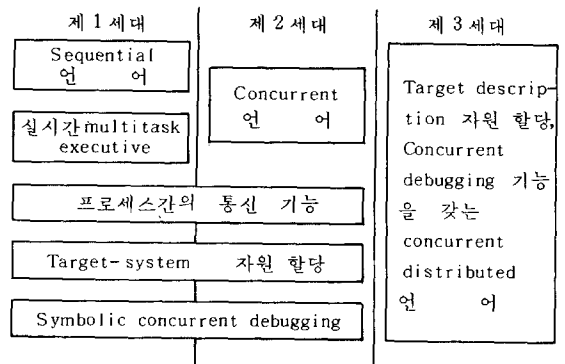 제 1 세대
제 2 세대
제 3 세대
Sequential
언 어
실시간 multitask
executive
Concurrent
언 어
프로세스간의 통신 기능
Target-system 자원 할당
Symbolic concurrent debugging
Target descrip-
tion 자원 할당,
Concurrent
debugging 기능
을 갖는
concurrent
distributed
언 어